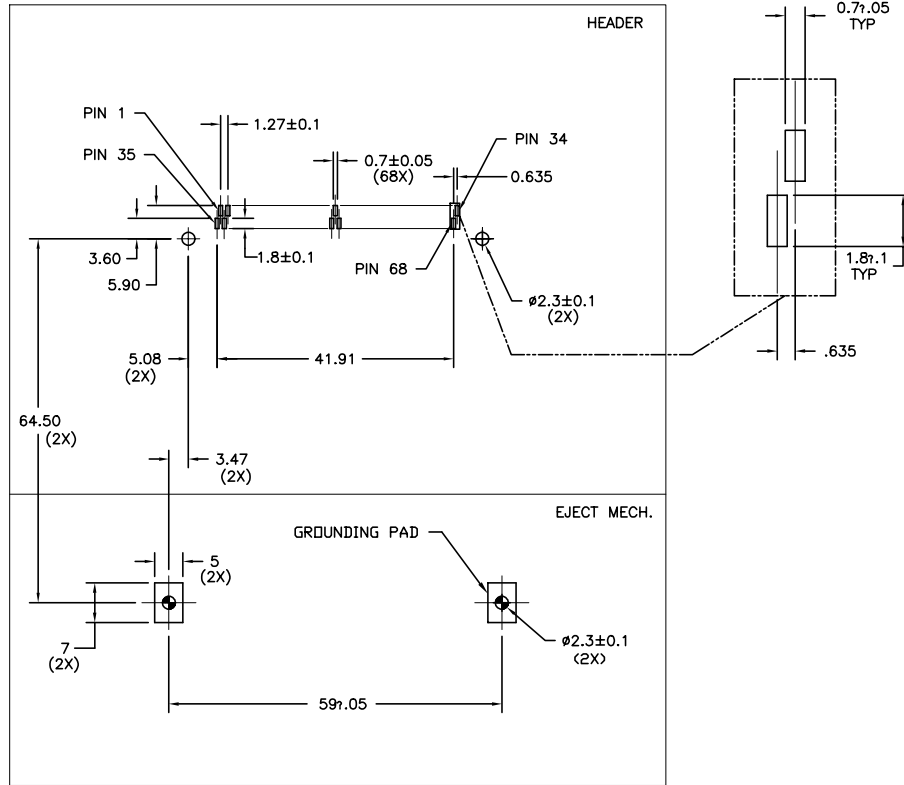 0.7?.05
TYP
HEADER
PIN 1
1.27±0.1
PIN 34
PIN 35
0.7±0.05
(68X)
0.635
3.60
1.8±0.1
PIN 68
5.90
1.8?.1
TYP
ø2.3±0.1
(2X)
5.08
(2X)
41.91
.635
64.50
(2X)
3.47
(2X)
EJECT MECH.
GROUNDING PAD
5
(2X)
7
(2X)
ø2.3±0.1
(2X)
59?.05